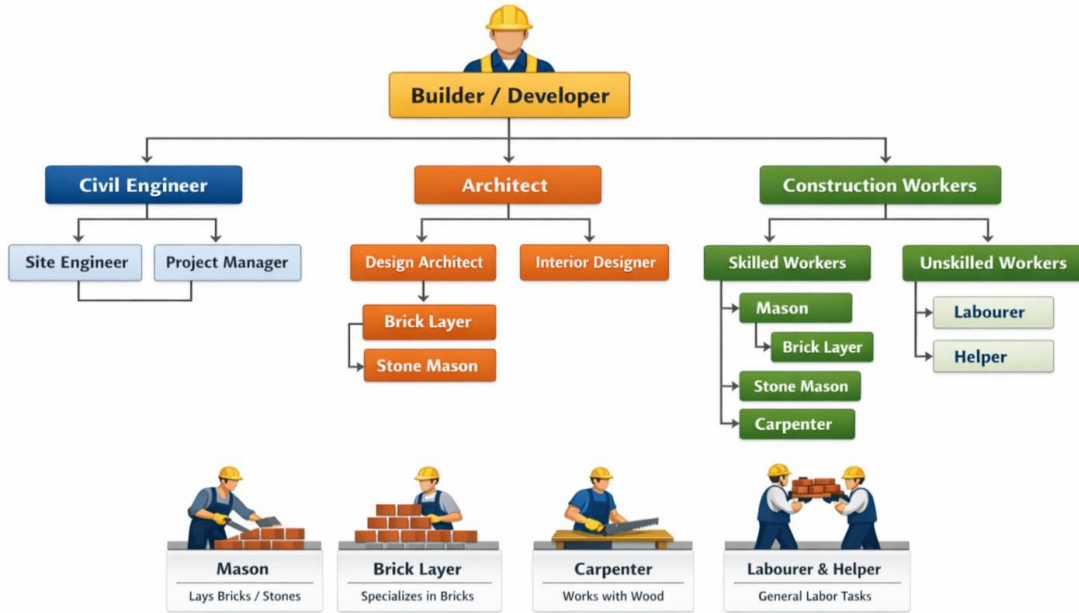 Builder / Developer
Civil Engineer
Architect
Construction Workers
Site Engineer
Project Manager
Design Architect
Interior Designer
Skilled Workers
Unskilled Workers
Brick Layer
Stone Mason
Mason
Brick Layer
Stone Mason
Carpenter
Labourer
Helper
Mason
Lays Bricks / Stones
Brick Layer
Specializes in Bricks
Carpenter
Works with Wood
Labourer & Helper
General Labor Tasks